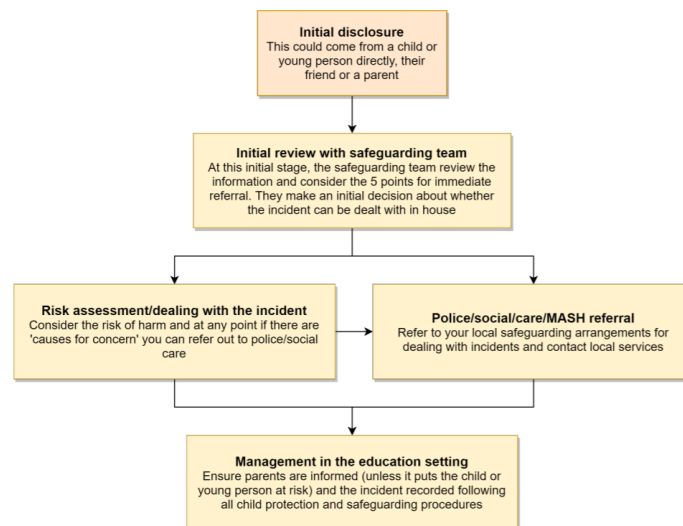 Initial disclosure
This could come from a child or
young person directly, their
friend or a parent
Initial review with safeguarding team
At this initial stage, the safeguarding team review the
information and consider the 5 points for immediate
referral. They make an initial decision about whether
the incident can be dealt with in house
Risk assessment/dealing with the incident
Consider the risk of harm and at any point if there are
'causes for concern' you can refer out to police/social
care
Police/social/care/MASH referral
Refer to your local safeguarding arrangements for
dealing with incidents and contact local services
Management in the education setting
Ensure parents are informed (unless it puts the child or
young person at risk) and the incident recorded following
all child protection and safeguarding procedures